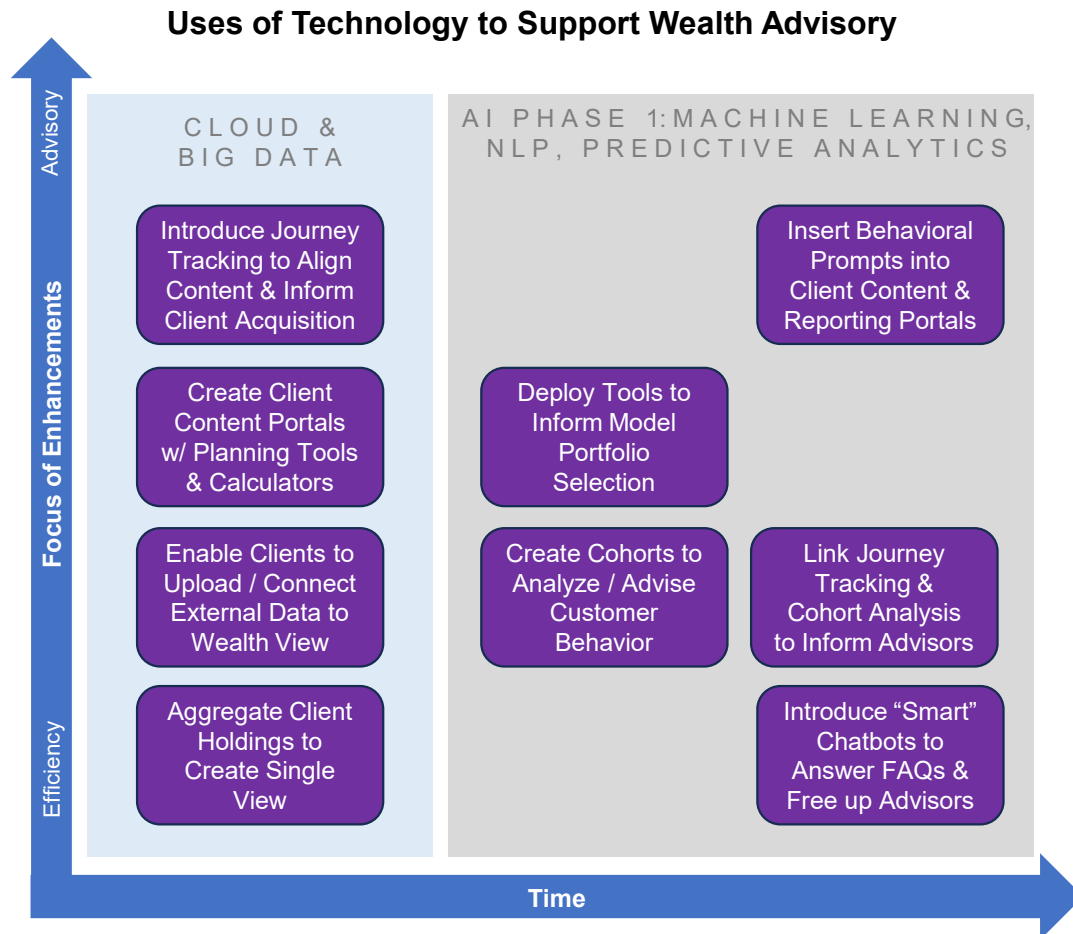 Uses of Technology to Support Wealth Advisory
Advisory
Focus of Enhancements
Efficiency
CLOUD &
BIG DATA
Introduce Journey
Tracking to Align
Content & Inform
Client Acquisition
Create Client
Content Portals
w/ Planning Tools
& Calculators
Enable Clients to
Upload / Connect
External Data to
Wealth View
Aggregate Client
Holdings to
Create Single
View
AI PHASE 1: MACHINE LEARNING,
NLP, PREDICTIVE ANALYTICS
Insert Behavioral
Prompts into
Client Content &
Reporting Portals
Deploy Tools to
Inform Model
Portfolio
Selection
Create Cohorts to
Analyze / Advise
Customer
Behavior
Link Journey
Tracking &
Cohort Analysis
to Inform Advisors
Introduce “Smart”
Chatbots to
Answer FAQs &
Free up Advisors
Time